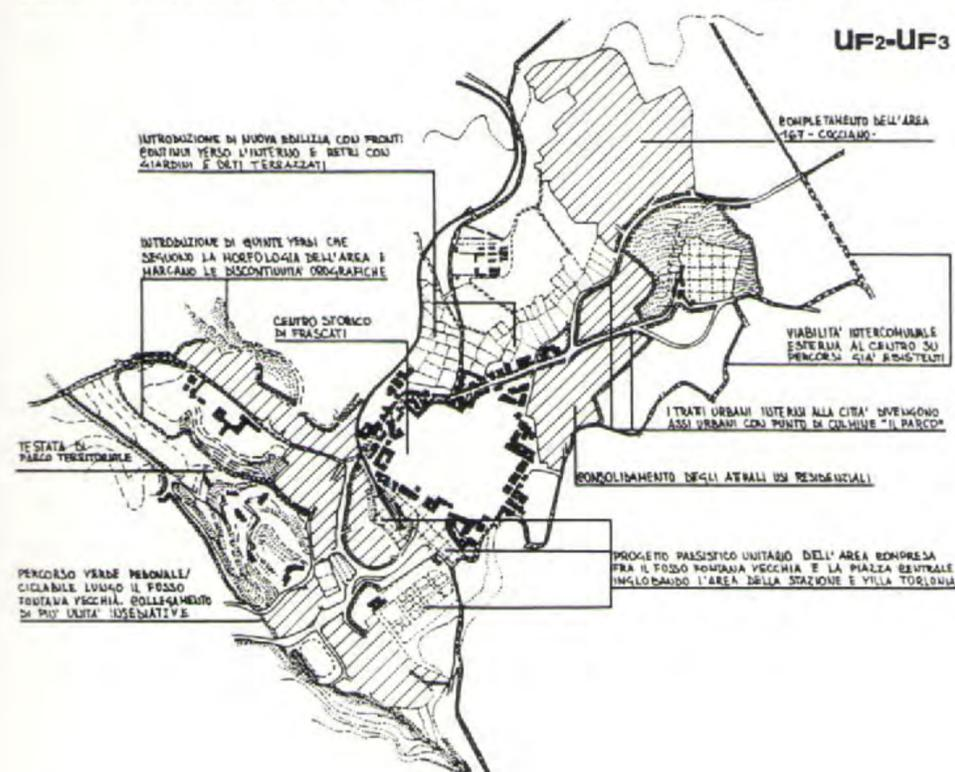 UF2-UF3
COMPLETAMENTO DELL'AREA
167 - COCCIANO -
INTRODUZIONE DI NUOVA EDILIZIA CON FRONTI
CONTINUI VERSO L'INTERNO E RETRI CON
GIARDINI E ORTI TERRAZZATI
INTRODUZIONE DI QUINTE VERDI CHE
SEGUONO LA MORFOLOGIA DELL'AREA E
MARCANO LE DISCONTINUITA' OROGRAFICHE
CENTRO STORICO
DI FRASCATI
VIABILITA' INTERCOMUNALE
ESTERNA AL CENTRO SU
PERCORSI GIA' ESISTENTI
I TRATTI URBANI INTERNI ALLA CITTA' DIVENGONO
ASSI URBANI CON PUNTO DI CULMINE "IL PARCO"
TESTATA DI
PARCO TERRITORIALE
CONSOLIDAMENTO DEGLI ATTUALI USI RESIDENZIALI
PROGETTO PAESISTICO UNITARIO DELL'AREA COMPRESA
FRA IL FOSSO FONTANA VECCHIA E LA PIAZZA CENTRALE
INGLOBANDO L'AREA DELLA STAZIONE E VILLA TORLONIA
PERCORSO VERDE PEDONALE/
CICLABILE LUNGO IL FOSSO
FONTANA VECCHIA. COLLEGAMENTO
DI PIU' UNITA' INSEDIATIVE